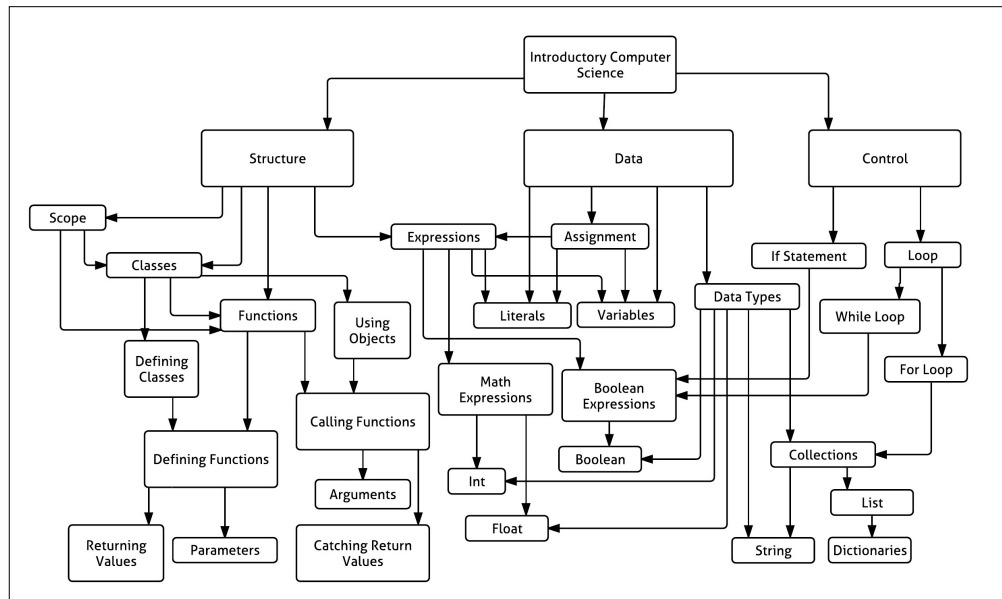 Introductory Computer
Science
Structure
Data
Control
Scope
Expressions
Assignment
If Statement
Loop
Classes
Data Types
Functions
Using
Objects
Literals
Variables
While Loop
Defining
Classes
Math
Expressions
Boolean
Expressions
For Loop
Calling Functions
Defining Functions
Boolean
Collections
Int
Arguments
List
Float
Returning
Values
Parameters
Catching Return
Values
String
Dictionaries